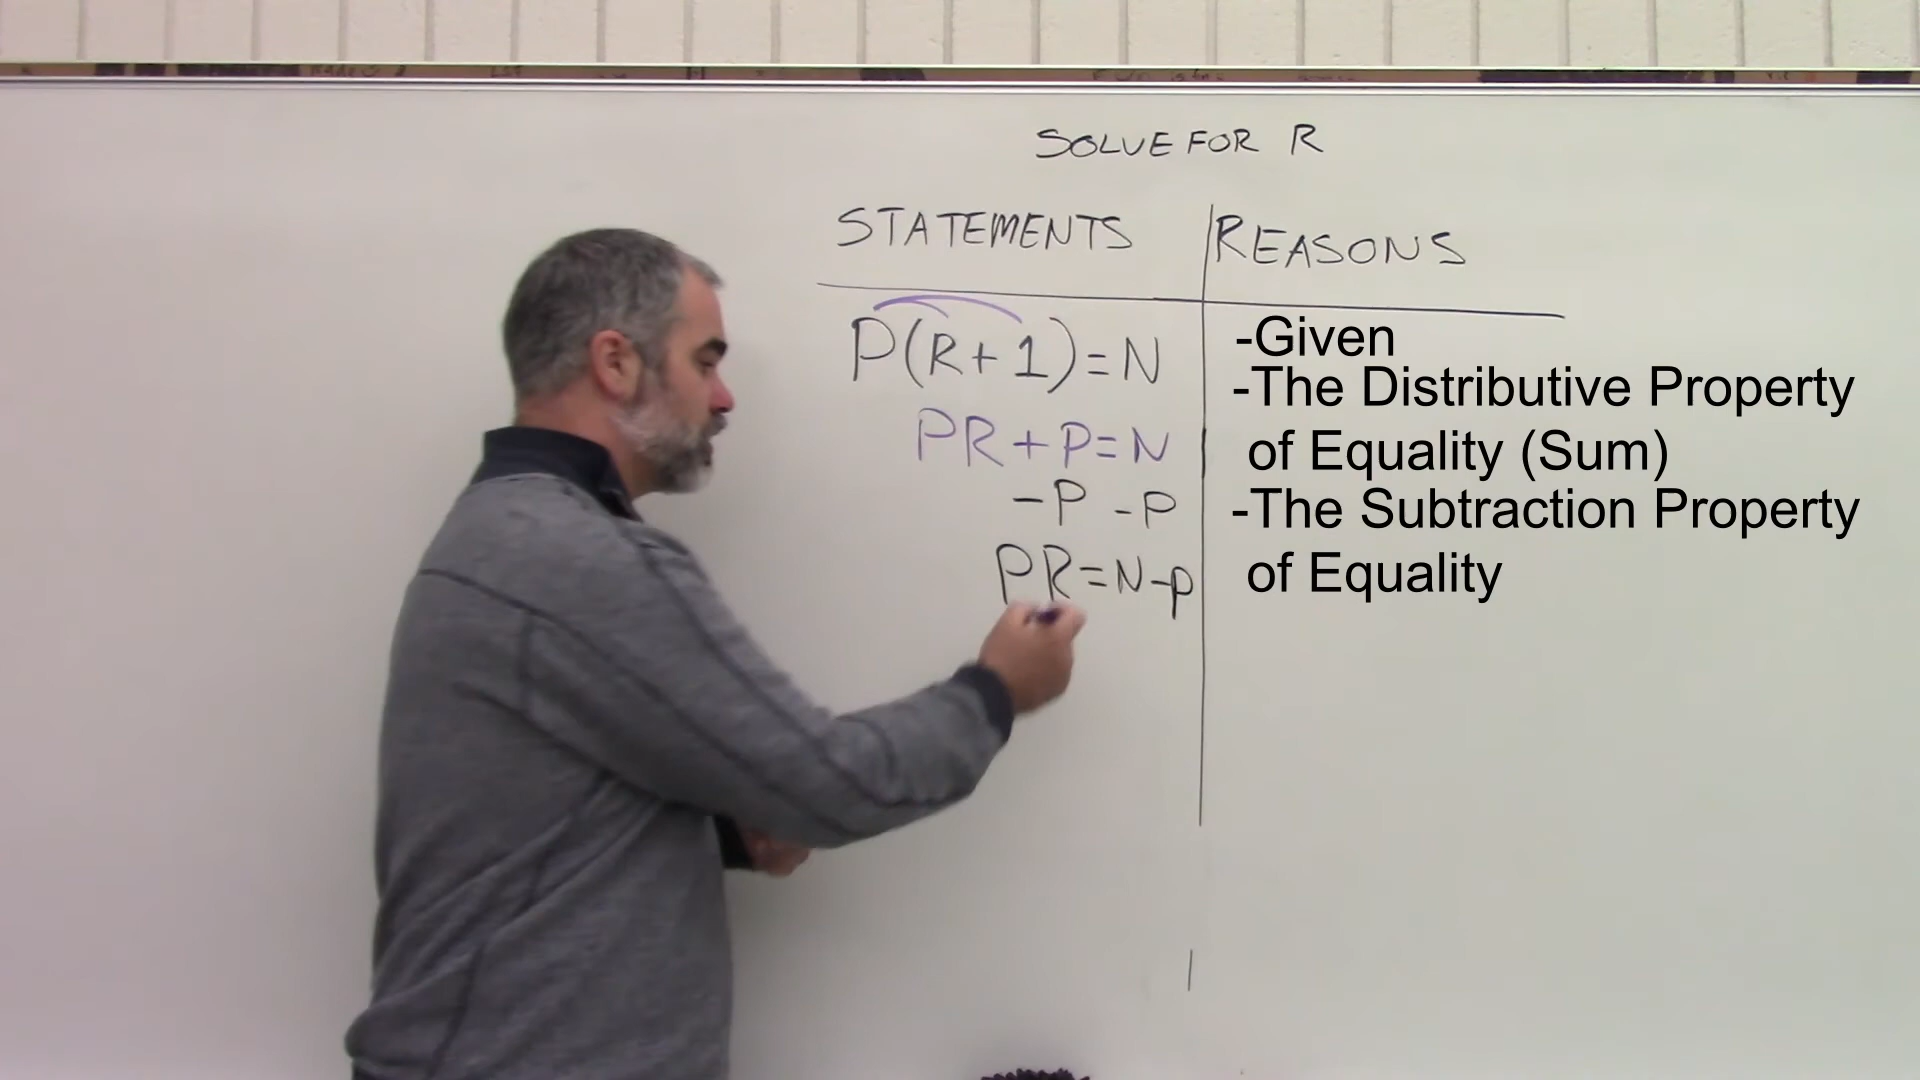 SOLVE FOR R
STATEMENTS
REASONS
P(R+1)=N
-Given
-The Distributive Property
of Equality (Sum)
PR+P=N
-P -P
-The Subtraction Property
of Equality
PR=N-P